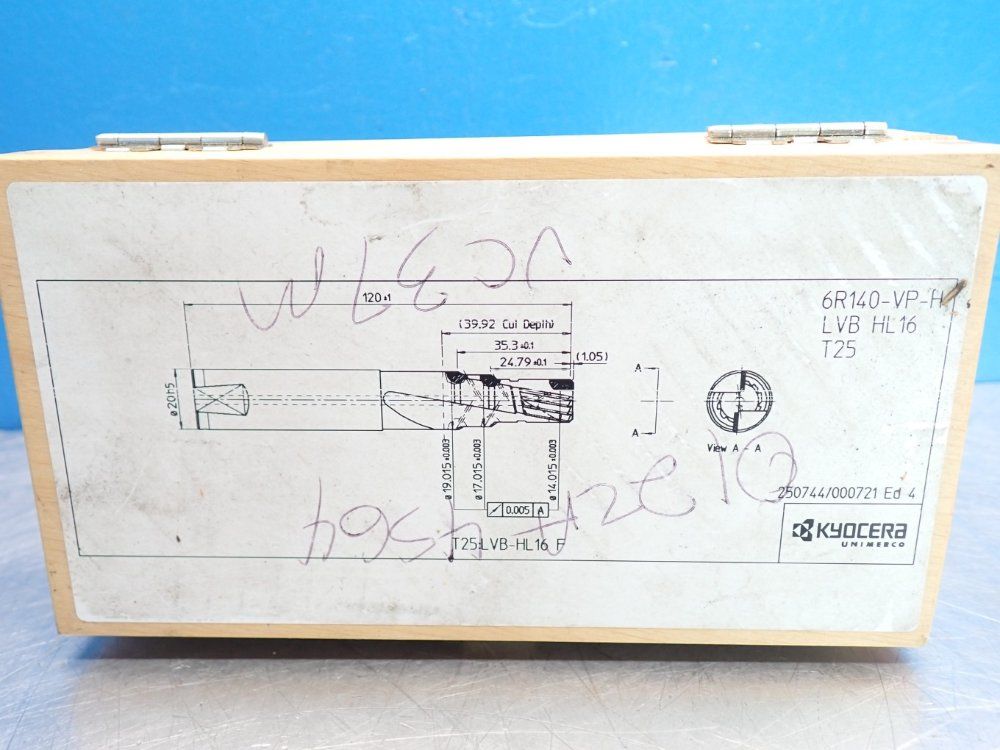 6R140-VP-H
LVB HL16
T25
120 ±1
(39.92 Cut Depth)
35.3 ±0.1
24.79 ±0.1
(1.05)
ø20h5
A
A
View A - A
ø19.015 ±0.003
ø17.015 ±0.003
ø14.015 ±0.003
0.005 A
250744/000721 Ed 4
T25:LVB-HL16 F
KYOCERA
UNIMERCO